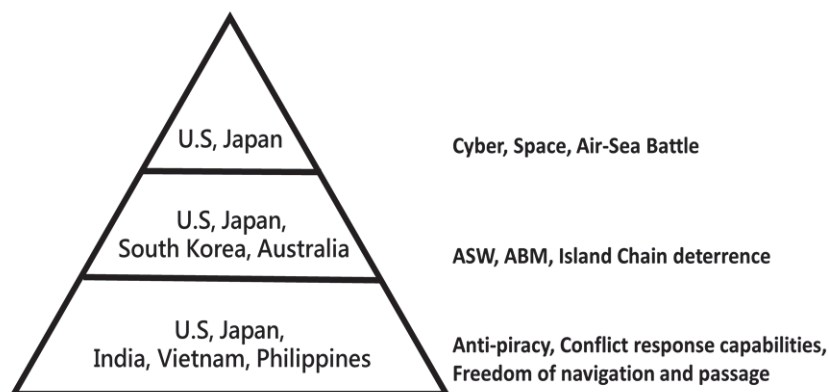 U.S, Japan
Cyber, Space, Air-Sea Battle
U.S, Japan,
South Korea, Australia
ASW, ABM, Island Chain deterrence
U.S, Japan,
India, Vietnam, Philippines
Anti-piracy, Conflict response capabilities,
Freedom of navigation and passage